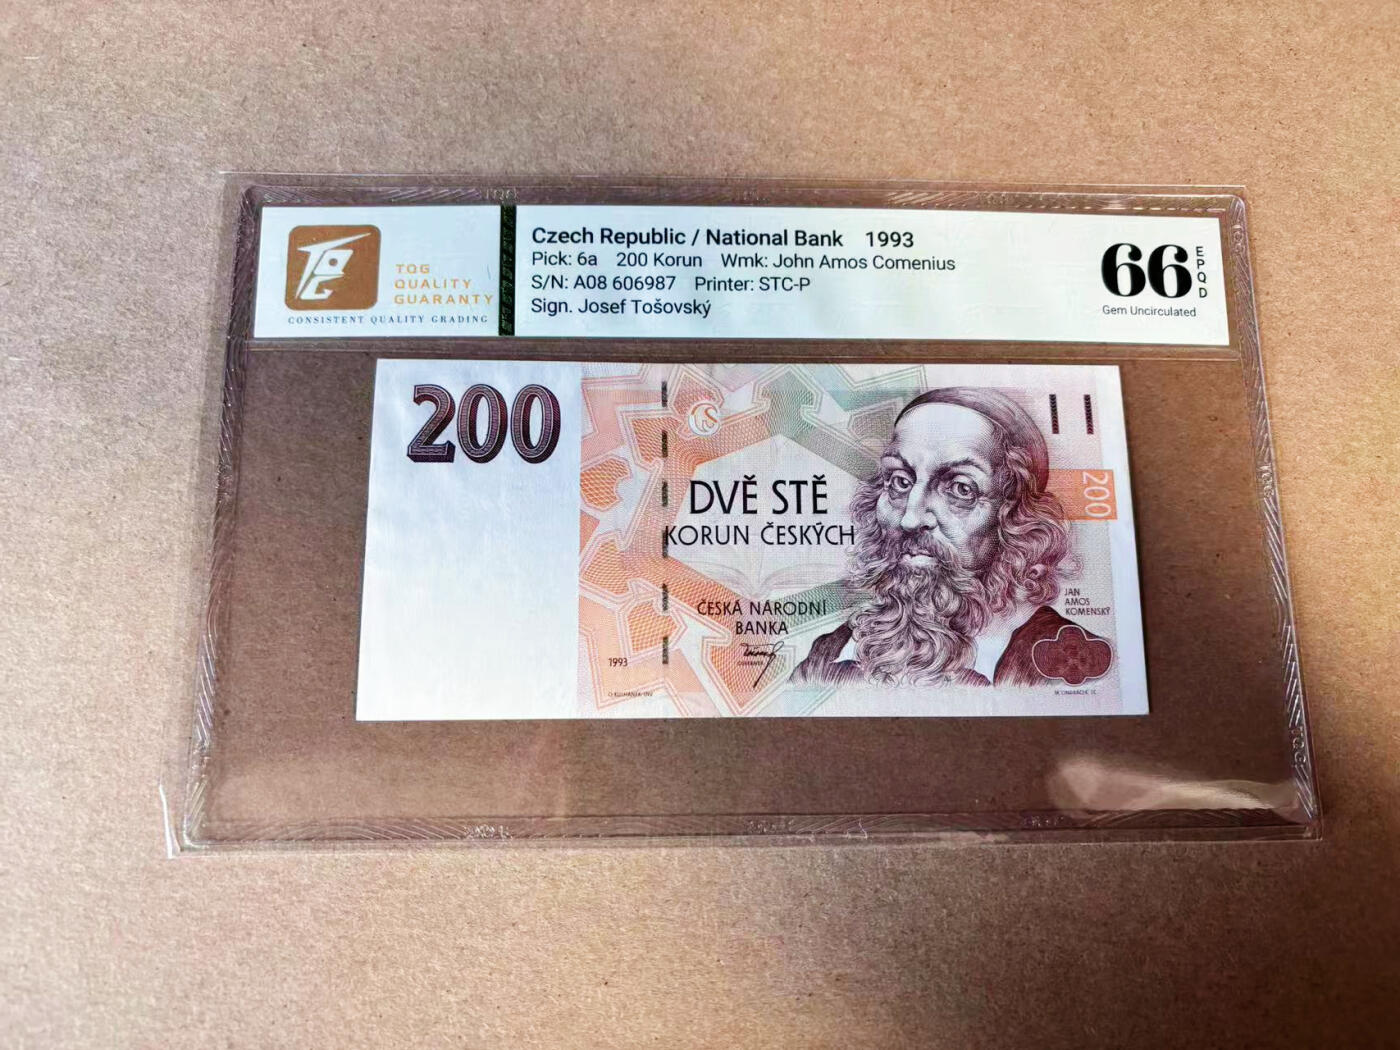 TQG
QUALITY
GUARANTY
CONSISTENT QUALITY GRADING
Czech Republic / National Bank 1993
Pick: 6a 200 Korun Wmk: John Amos Comenius
S/N: A08 606987 Printer: STC-P
Sign. Josef Tošovský
66
EPQD
Gem Uncirculated
200
DVĚ STĚ
KORUN ČESKÝCH
ČESKÁ NÁRODNÍ
BANKA
GUVERNÉR
1993
200
JAN
AMOS
KOMENSKÝ